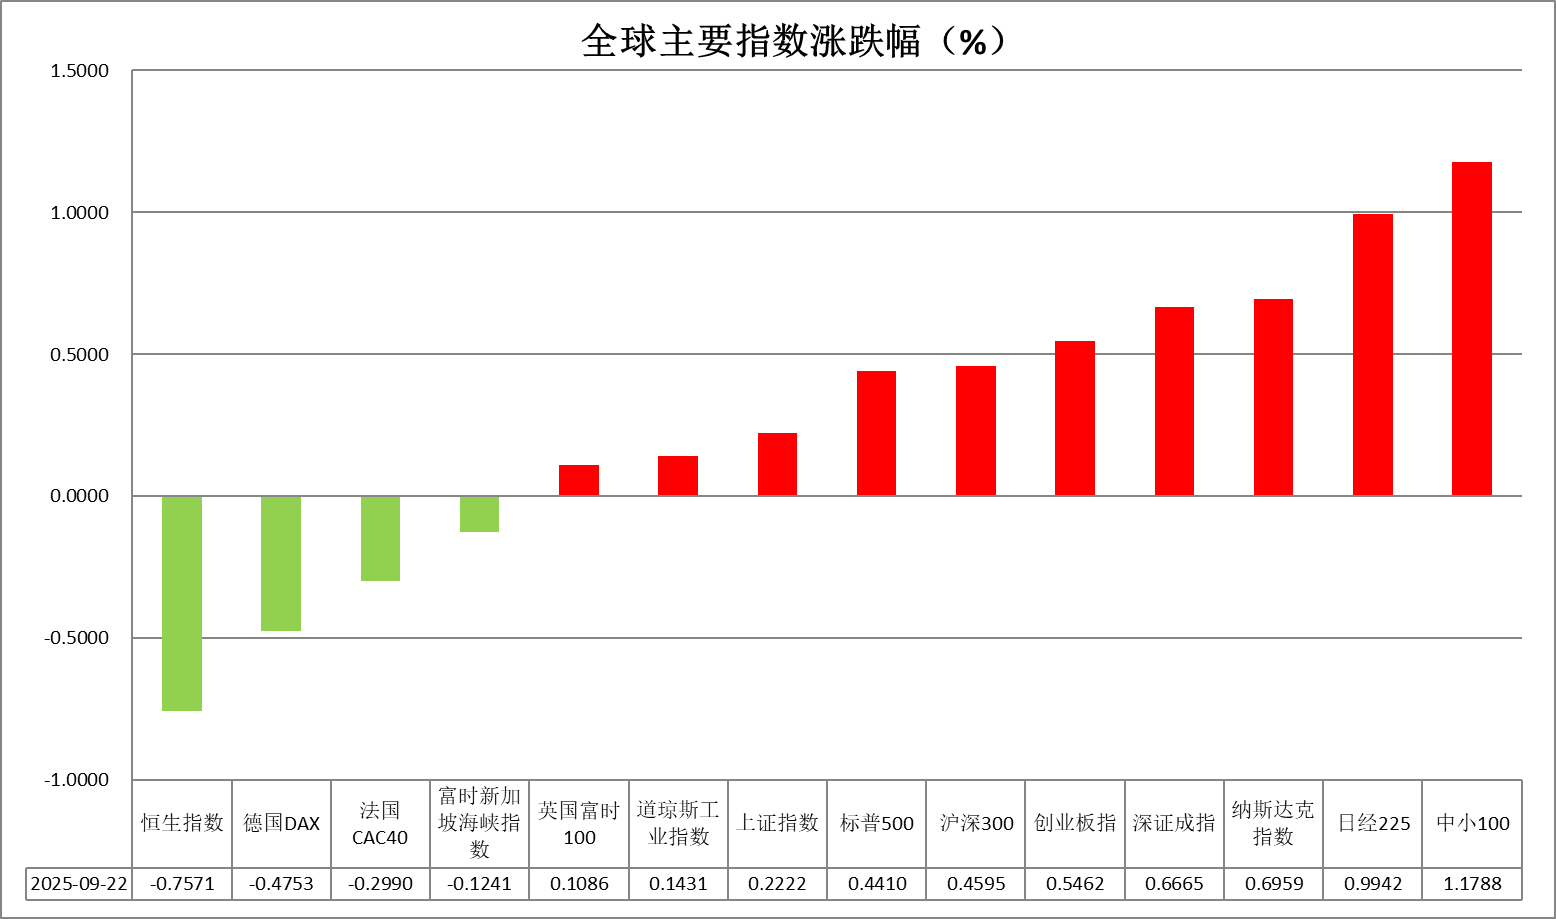 全球主要指数涨跌幅（%）
1.5000
1.0000
0.5000
0.0000
-0.5000
-1.0000
恒生指数
德国DAX
法国
CAC40
富时新加
坡海峡指
数
英国富时
100
道琼斯工
业指数
上证指数
标普500
沪深300
创业板指
深证成指
纳斯达克
指数
日经225
中小100
2025-09-22 -0.7571 -0.4753 -0.2990 -0.1241 0.1086 0.1431 0.2222 0.4410 0.4595 0.5462 0.6665 0.6959 0.9942 1.1788